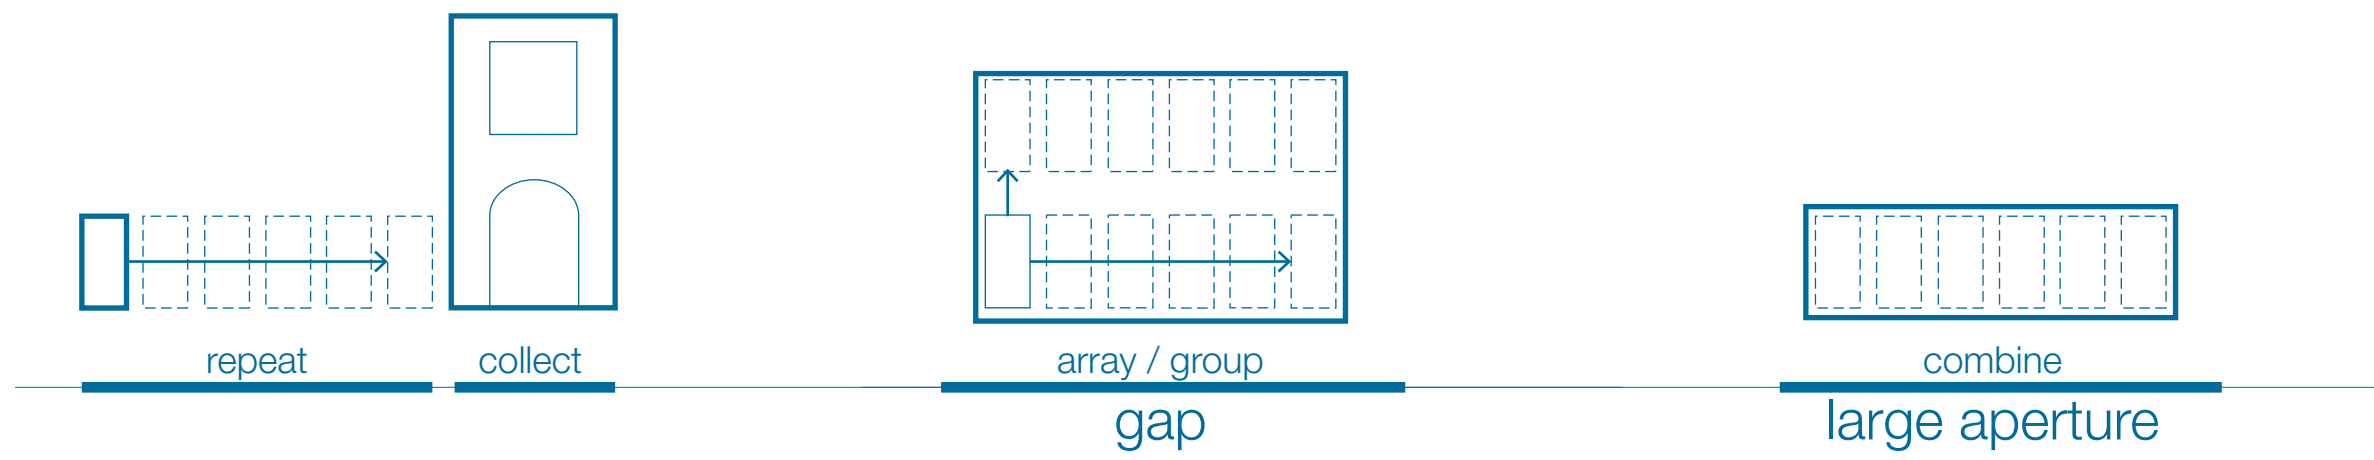 repeat
collect
array / group
combine
gap
large aperture